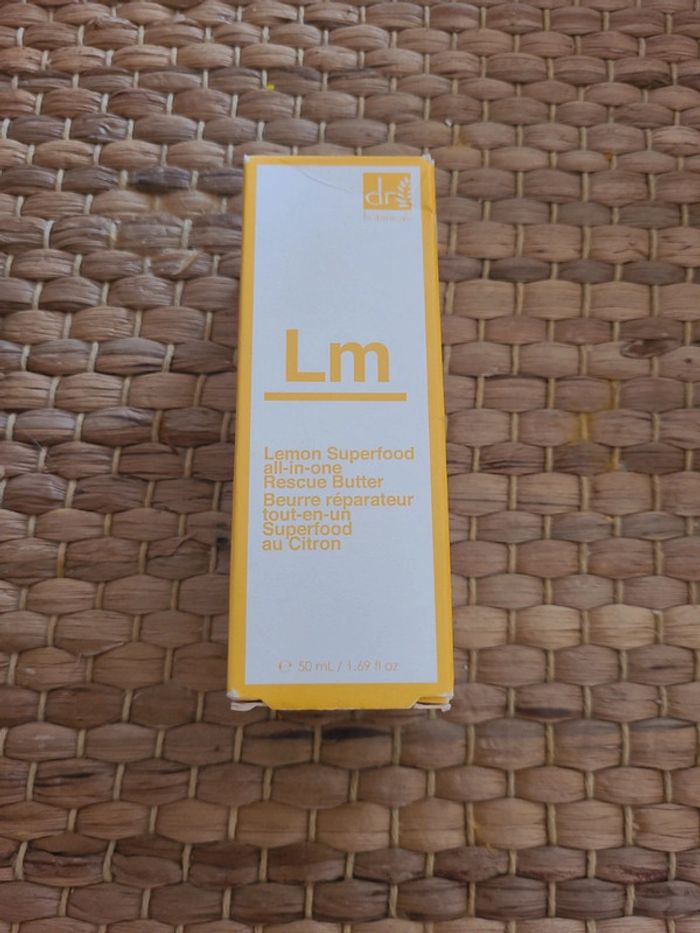 dr
botanicals
Lm
Lemon Superfood
all-in-one
Rescue Butter
Beurre réparateur
tout-en-un
Superfood
au Citron
℮ 50 mL / 1.69 fl oz